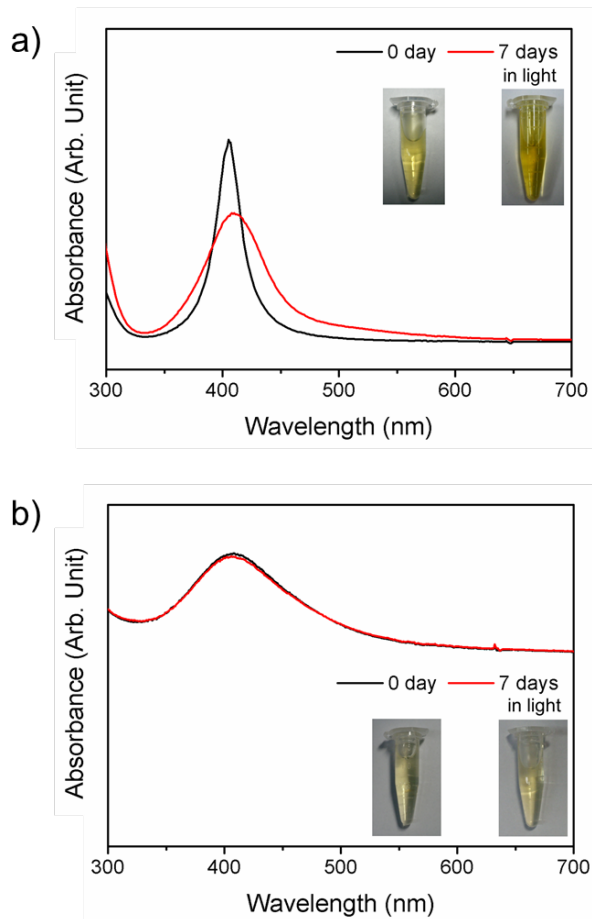 a)
0 day 7 days
in light
Absorbance (Arb. Unit)
300 400 500 600 700
Wavelength (nm)
b)
0 day 7 days
in light
Absorbance (Arb. Unit)
300 400 500 600 700
Wavelength (nm)